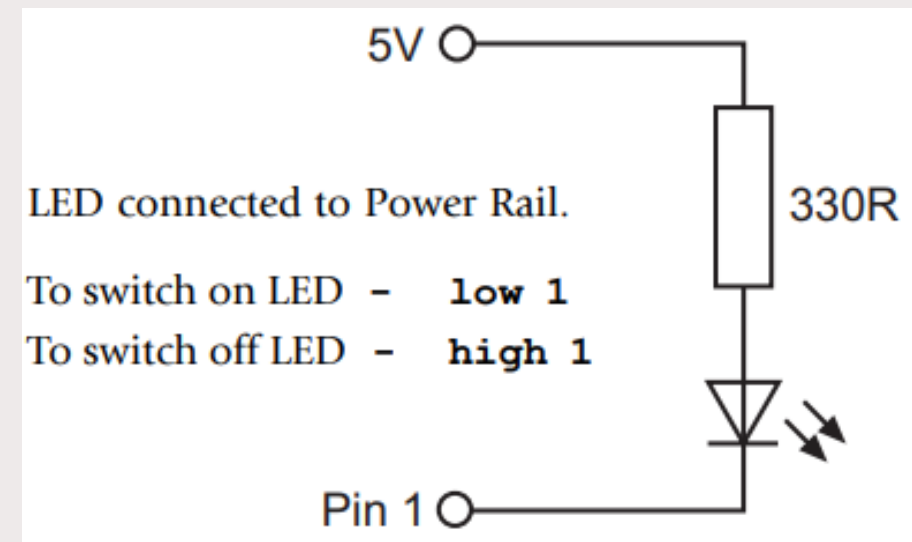 5V
LED connected to Power Rail.
330R
To switch on LED - low 1
To switch off LED - high 1
Pin 1